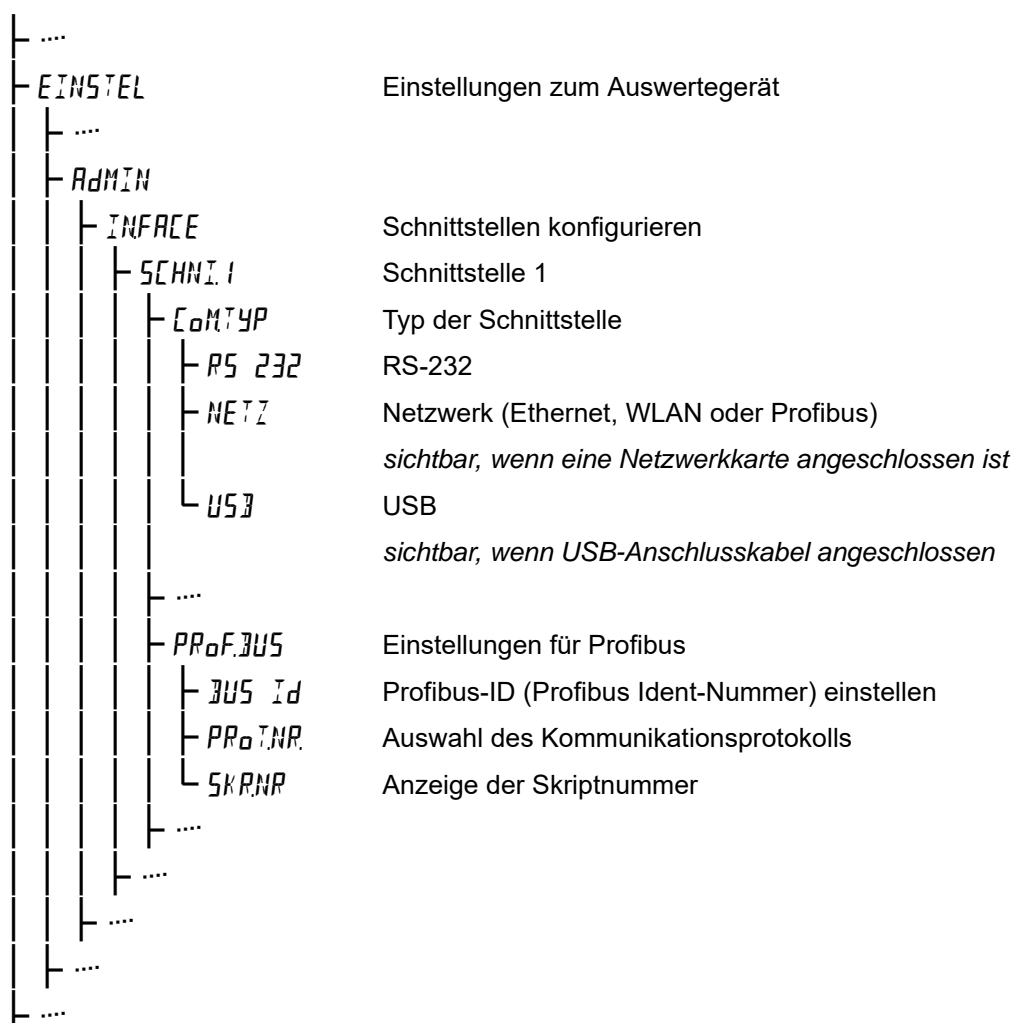 ....
EINSTEL Einstellungen zum Auswertegerät
....
AdMIN
IN.FACE Schnittstellen konfigurieren
SCHNI.1 Schnittstelle 1
CoM.TYP Typ der Schnittstelle
RS 232 RS-232
NETZ Netzwerk (Ethernet, WLAN oder Profibus)
sichtbar, wenn eine Netzwerkkarte angeschlossen ist
USB USB
sichtbar, wenn USB-Anschlusskabel angeschlossen
....
PRoF.BUS Einstellungen für Profibus
BUS Id Profibus-ID (Profibus Ident-Nummer) einstellen
PRoT.NR. Auswahl des Kommunikationsprotokolls
SKR.NR Anzeige der Skriptnummer
....
....
....
....
....